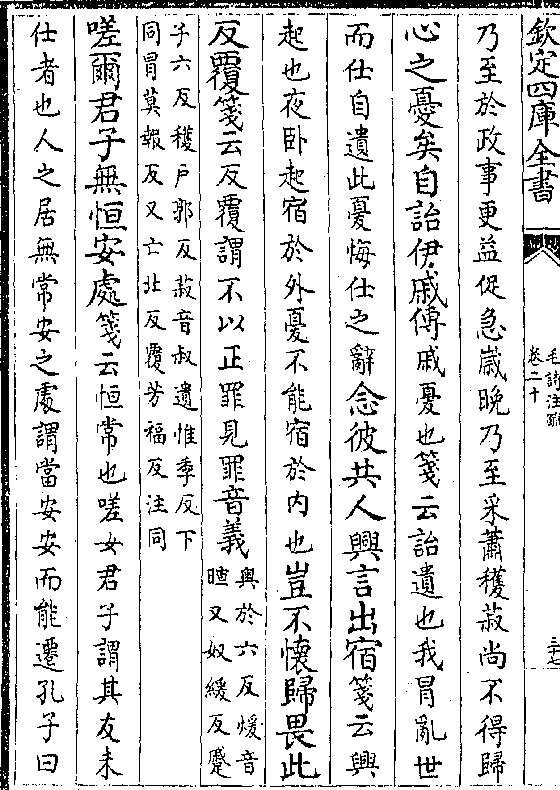 欽定四庫全書
毛詩注疏
卷二十
乃至於政事更益促急歳晚乃至采蕭穫菽尚不得歸
心之憂矣自詒伊戚傳戚憂也箋云詒遺也我冒亂世
而仕自遺此憂悔仕之辭念彼共人興言出宿箋云興
起也夜卧起宿於外憂不能宿於内也豈不懷歸畏此
反覆箋云反覆謂不以正罪見罪音義
奥於六反煖音
暄又奴緩反蹙
子六反穫户郭反菽音叔遺惟季反下
同冒莫報反又亡北反覆芳福反注同
嗟爾君子無恒安處箋云恒常也嗟女君子謂其友未
仕者也人之居無常安之處謂當安安而能遷孔子曰